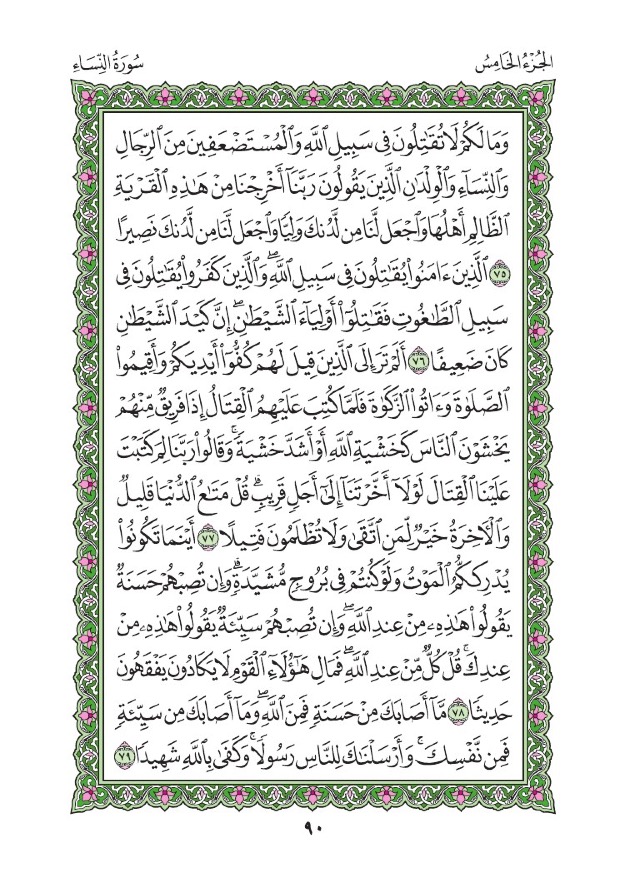 الجُزْءُ الخَامِسُ
سُورَةُ النِّسَاءِ
وَمَا لَكُمْ لَا تُقَٰتِلُونَ فِي سَبِيلِ ٱللَّهِ وَٱلْمُسْتَضْعَفِينَ مِنَ ٱلرِّجَالِ
وَٱلنِّسَآءِ وَٱلْوِلْدَٰنِ ٱلَّذِينَ يَقُولُونَ رَبَّنَآ أَخْرِجْنَا مِنْ هَٰذِهِ ٱلْقَرْيَةِ
ٱلظَّالِمِ أَهْلُهَا وَٱجْعَل لَّنَا مِن لَّدُنكَ وَلِيًّا وَٱجْعَل لَّنَا مِن لَّدُنكَ نَصِيرًا
٧٥ ٱلَّذِينَ ءَامَنُوا۟ يُقَٰتِلُونَ فِي سَبِيلِ ٱللَّهِۖ وَٱلَّذِينَ كَفَرُوا۟ يُقَٰتِلُونَ فِي
سَبِيلِ ٱلطَّٰغُوتِ فَقَٰتِلُوٓا۟ أَوْلِيَآءَ ٱلشَّيْطَٰنِۖ إِنَّ كَيْدَ ٱلشَّيْطَٰنِ
كَانَ ضَعِيفًا ٧٦ أَلَمْ تَرَ إِلَى ٱلَّذِينَ قِيلَ لَهُمْ كُفُّوٓا۟ أَيْدِيَكُمْ وَأَقِيمُوا۟
ٱلصَّلَوٰةَ وَءَاتُوا۟ ٱلزَّكَوٰةَ فَلَمَّا كُتِبَ عَلَيْهِمُ ٱلْقِتَالُ إِذَا فَرِيقٌ مِّنْهُمْ
يَخْشَوْنَ ٱلنَّاسَ كَخَشْيَةِ ٱللَّهِ أَوْ أَشَدَّ خَشْيَةًۚ وَقَالُوا۟ رَبَّنَا لِمَ كَتَبْتَ
عَلَيْنَا ٱلْقِتَالَ لَوْلَآ أَخَّرْتَنَآ إِلَىٰٓ أَجَلٍ قَرِيبٍۗ قُلْ مَتَٰعُ ٱلدُّنْيَا قَلِيلٌ
وَٱلْءَاخِرَةُ خَيْرٌ لِّمَنِ ٱتَّقَىٰ وَلَا تُظْلَمُونَ فَتِيلًا ٧٧ أَيْنَمَا تَكُونُوا۟
يُدْرِككُّمُ ٱلْمَوْتُ وَلَوْ كُنتُمْ فِي بُرُوجٍ مُّشَيَّدَةٍۗ وَإِن تُصِبْهُمْ حَسَنَةٌ
يَقُولُوا۟ هَٰذِهِۦ مِنْ عِندِ ٱللَّهِۖ وَإِن تُصِبْهُمْ سَيِّئَةٌ يَقُولُوا۟ هَٰذِهِۦ مِنْ
عِندِكَۚ قُلْ كُلٌّ مِّنْ عِندِ ٱللَّهِۖ فَمَالِ هَٰٓؤُلَآءِ ٱلْقَوْمِ لَا يَكَادُونَ يَفْقَهُونَ
حَدِيثًا ٧٨ مَّآ أَصَابَكَ مِنْ حَسَنَةٍ فَمِنَ ٱللَّهِۖ وَمَآ أَصَابَكَ مِن سَيِّئَةٍ
فَمِن نَّفْسِكَۚ وَأَرْسَلْنَٰكَ لِلنَّاسِ رَسُولًاۚ وَكَفَىٰ بِٱللَّهِ شَهِيدًا ٧٩
٩٠